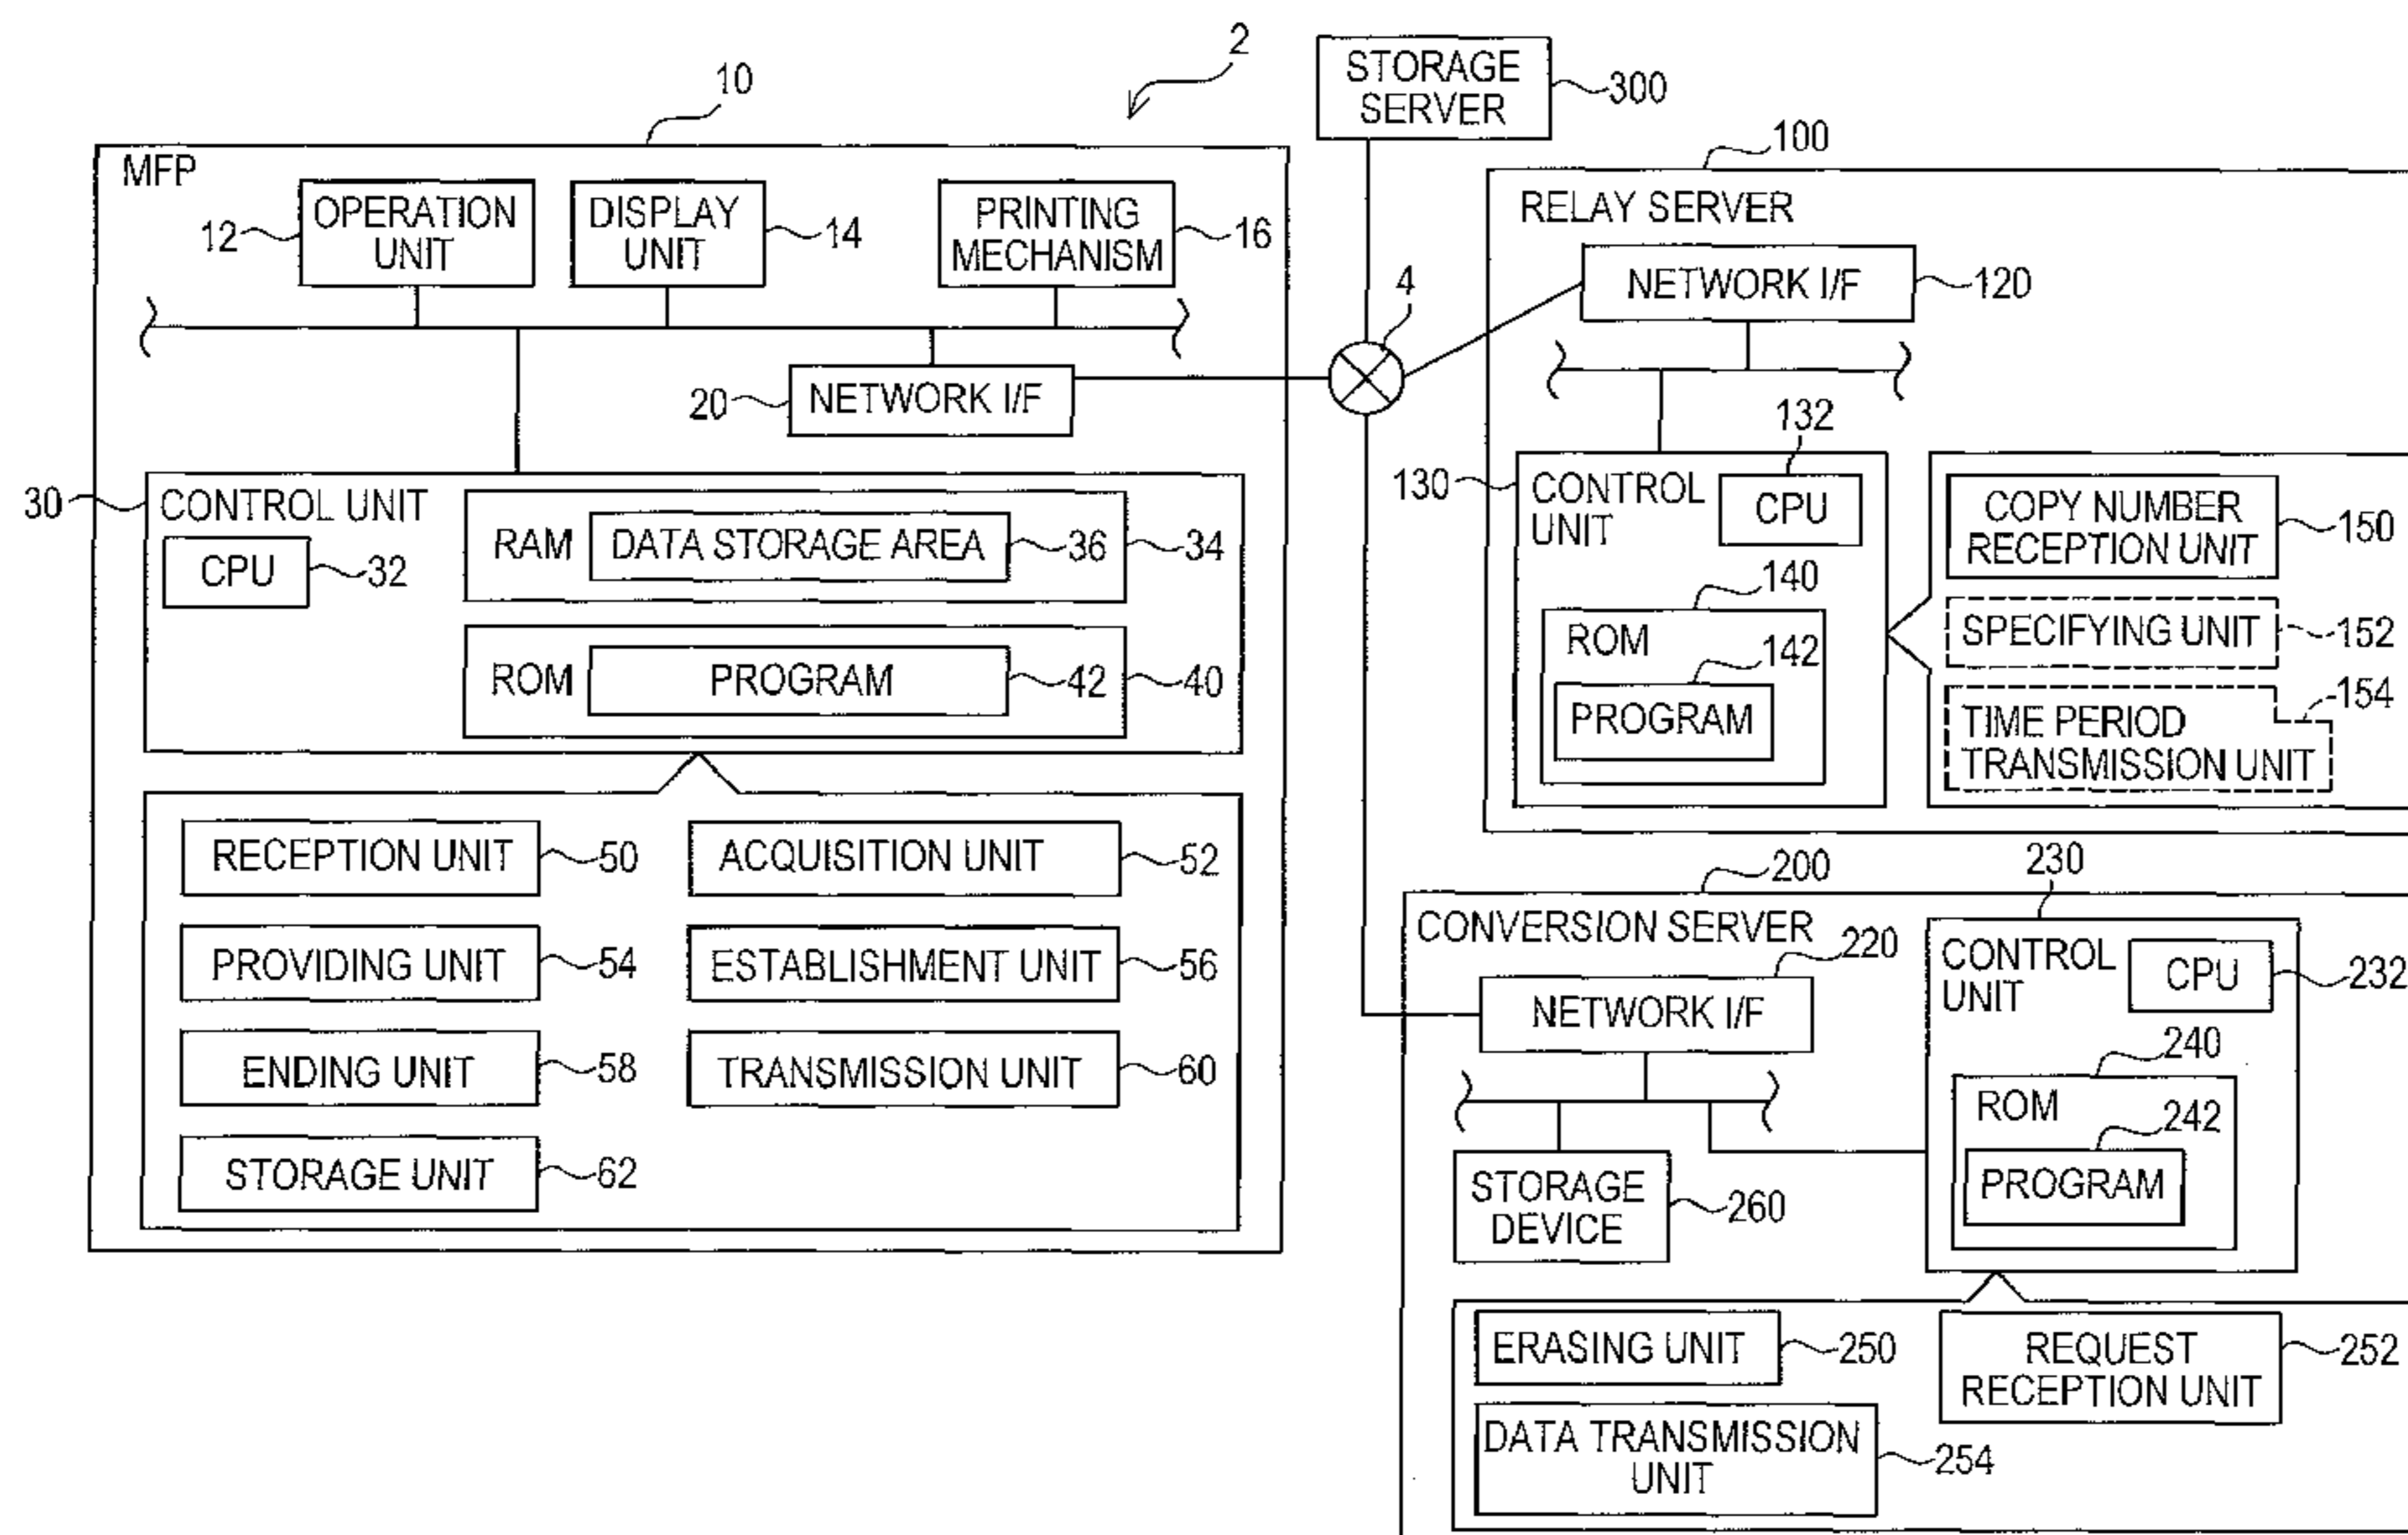 2
10
MFP
OPERATION
UNIT
12
DISPLAY
UNIT
14
PRINTING
MECHANISM
16
20
NETWORK I/F
30
CONTROL UNIT
CPU
32
RAM
DATA STORAGE AREA
36
34
ROM
PROGRAM
42
40
RECEPTION UNIT
50
ACQUISITION UNIT
52
PROVIDING UNIT
54
ESTABLISHMENT UNIT
56
ENDING UNIT
58
TRANSMISSION UNIT
60
STORAGE UNIT
62
STORAGE
SERVER
300
4
100
RELAY SERVER
NETWORK I/F
120
130
CONTROL
UNIT
132
CPU
140
ROM
142
PROGRAM
COPY NUMBER
RECEPTION UNIT
150
SPECIFYING UNIT
152
154
TIME PERIOD
TRANSMISSION UNIT
200
CONVERSION SERVER
220
NETWORK I/F
230
CONTROL
UNIT
CPU
232
240
ROM
242
PROGRAM
STORAGE
DEVICE
260
ERASING UNIT
250
REQUEST
RECEPTION UNIT
252
DATA TRANSMISSION
UNIT
254